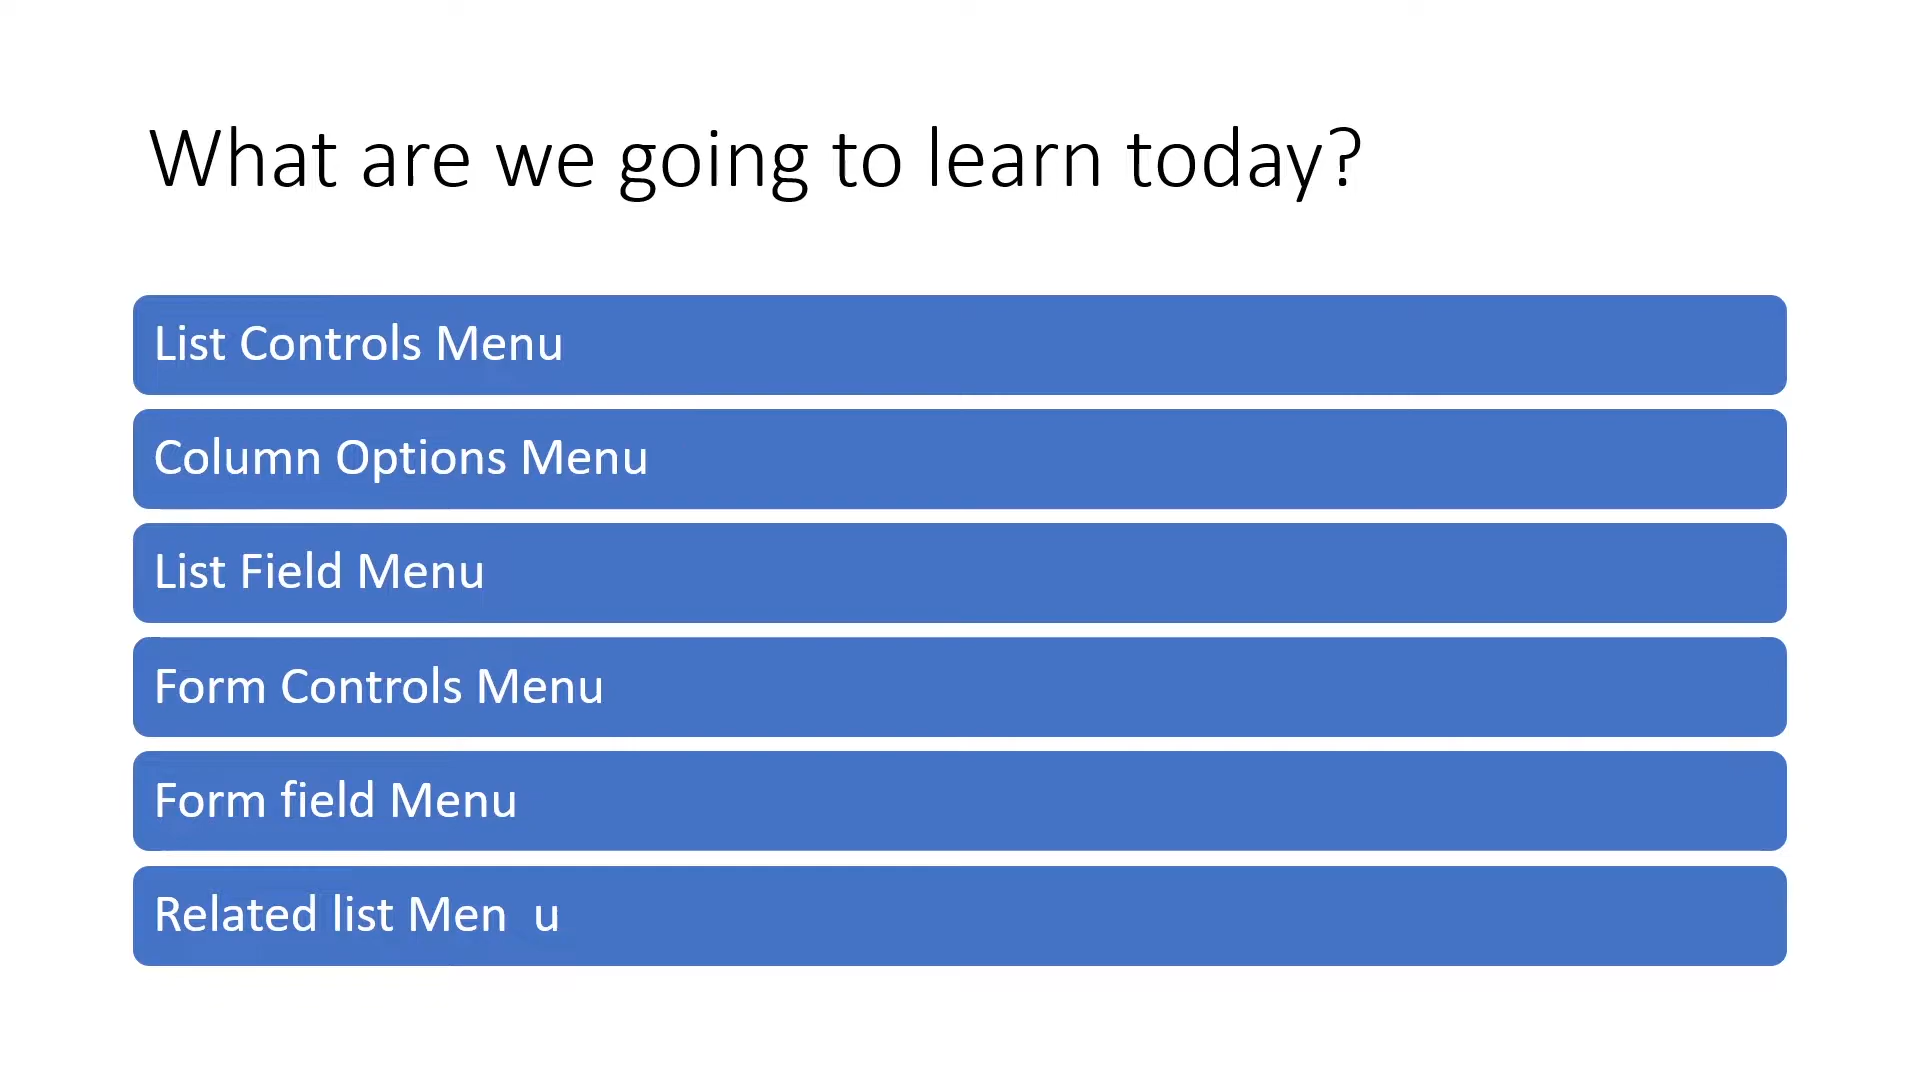 What are we going to learn today?
List Controls Menu
Column Options Menu
List Field Menu
Form Controls Menu
Form field Menu
Related list Men  u